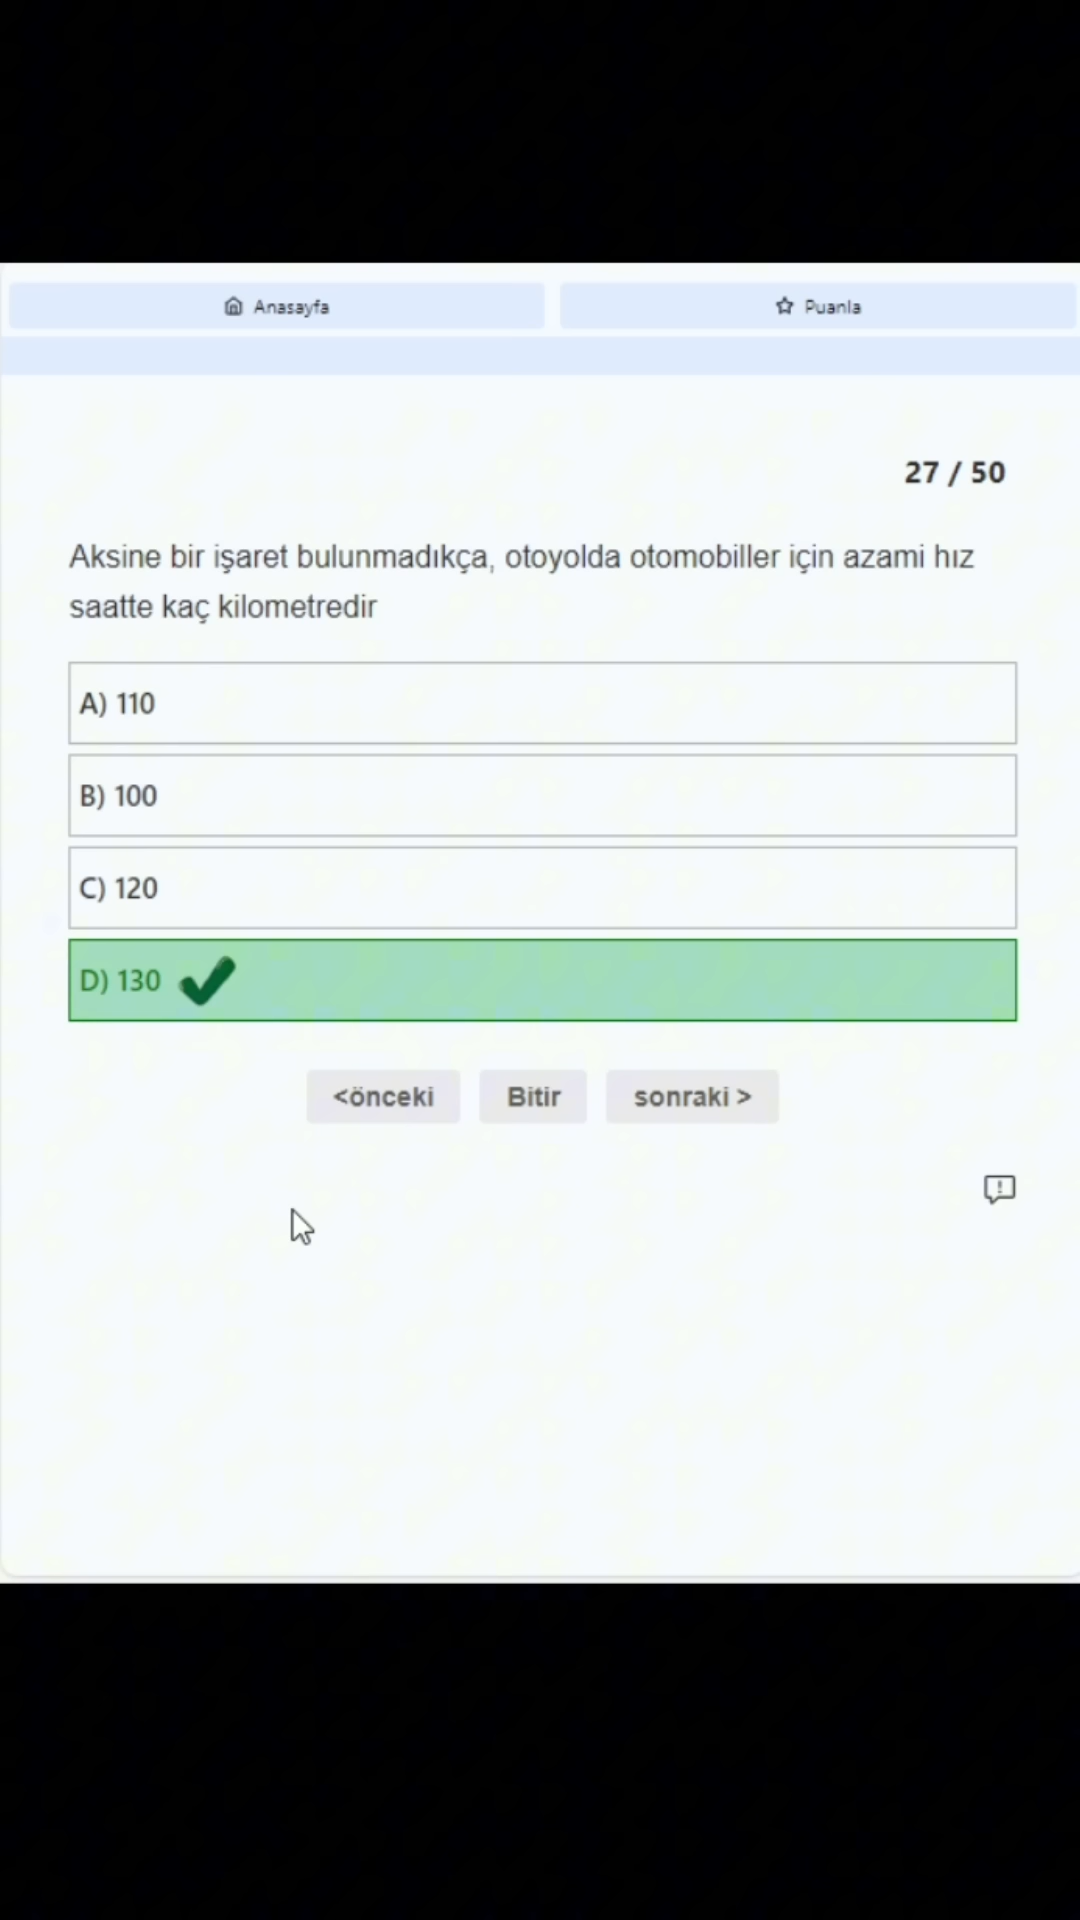 Anasayfa
Puanla
27 / 50
Aksine bir işaret bulunmadıkça, otoyolda otomobiller için azami hız
saatte kaç kilometredir
A) 110
B) 100
C) 120
D) 130
<önceki
Bitir
sonraki >